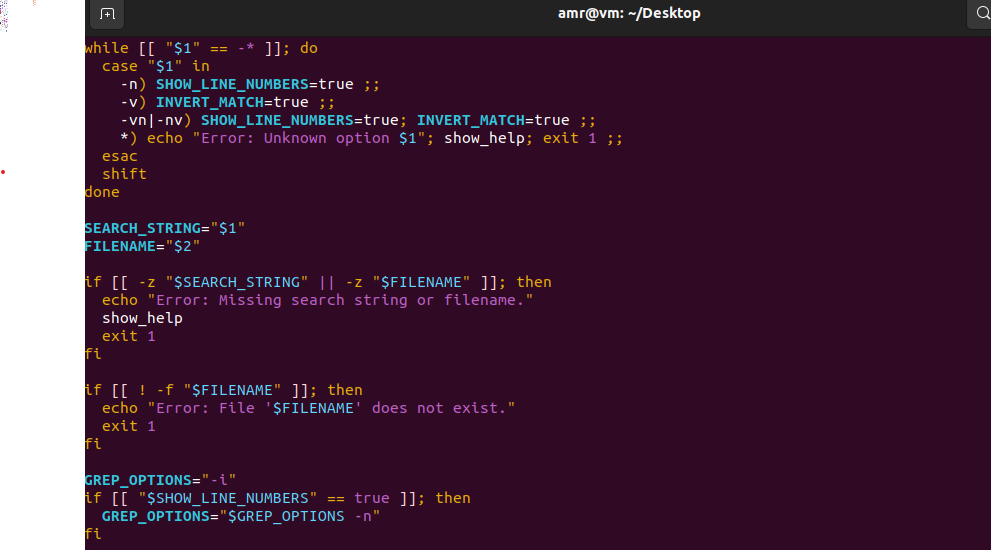 amr@vm: ~/Desktop
while [[ "$1" == -* ]]; do
  case "$1" in
    -n) SHOW_LINE_NUMBERS=true ;;
    -v) INVERT_MATCH=true ;;
    -vn|-nv) SHOW_LINE_NUMBERS=true; INVERT_MATCH=true ;;
    *) echo "Error: Unknown option $1"; show_help; exit 1 ;;
  esac
  shift
done

SEARCH_STRING="$1"
FILENAME="$2"

if [[ -z "$SEARCH_STRING" || -z "$FILENAME" ]]; then
  echo "Error: Missing search string or filename."
  show_help
  exit 1
fi

if [[ ! -f "$FILENAME" ]]; then
  echo "Error: File '$FILENAME' does not exist."
  exit 1
fi

GREP_OPTIONS="-i"
if [[ "$SHOW_LINE_NUMBERS" == true ]]; then
  GREP_OPTIONS="$GREP_OPTIONS -n"
fi